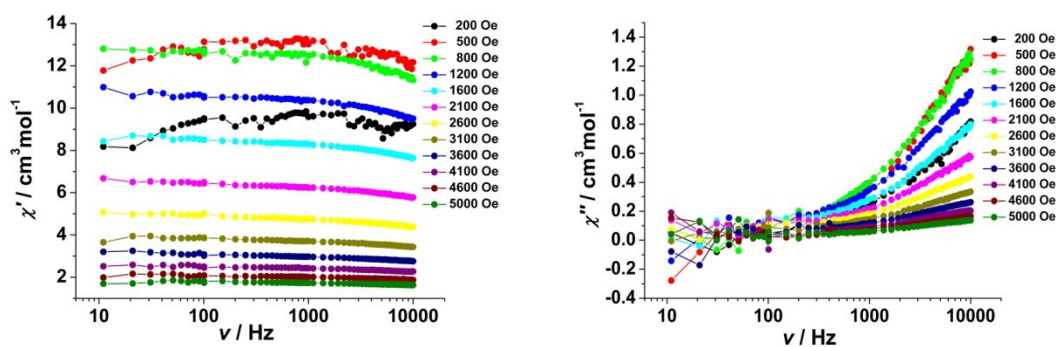 χ′ / cm³mol⁻¹
14
12
10
8
6
4
2
10
100
1000
10000
ν / Hz
200 Oe
500 Oe
800 Oe
1200 Oe
1600 Oe
2100 Oe
2600 Oe
3100 Oe
3600 Oe
4100 Oe
4600 Oe
5000 Oe
χ″ / cm³mol⁻¹
1.4
1.2
1.0
0.8
0.6
0.4
0.2
0.0
-0.2
-0.4
10
100
1000
10000
ν / Hz
200 Oe
500 Oe
800 Oe
1200 Oe
1600 Oe
2100 Oe
2600 Oe
3100 Oe
3600 Oe
4100 Oe
4600 Oe
5000 Oe